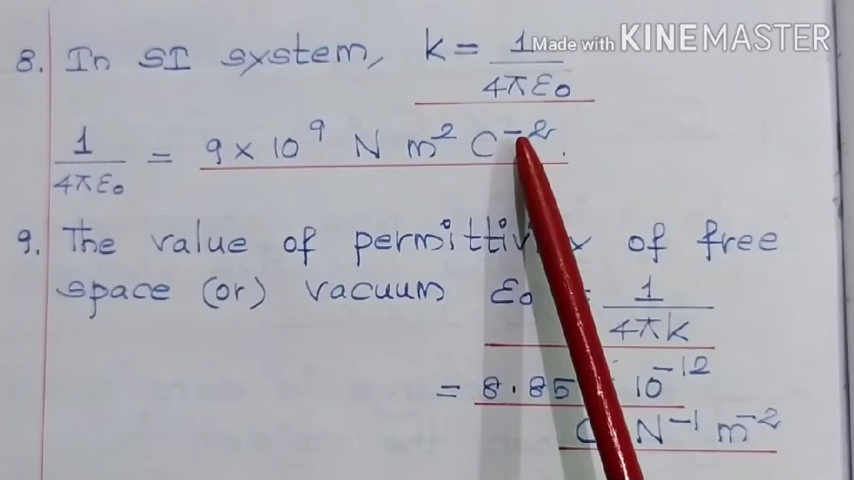 8. In SI system, k = 1/4πε₀
Made with KINEMASTER
1/4πε₀ = 9 × 10⁹ N m² C⁻².
9. The value of permittivity of free
space (or) vacuum ε₀ = 1/4πk
= 8.85 10⁻¹²
C N⁻¹ m⁻²